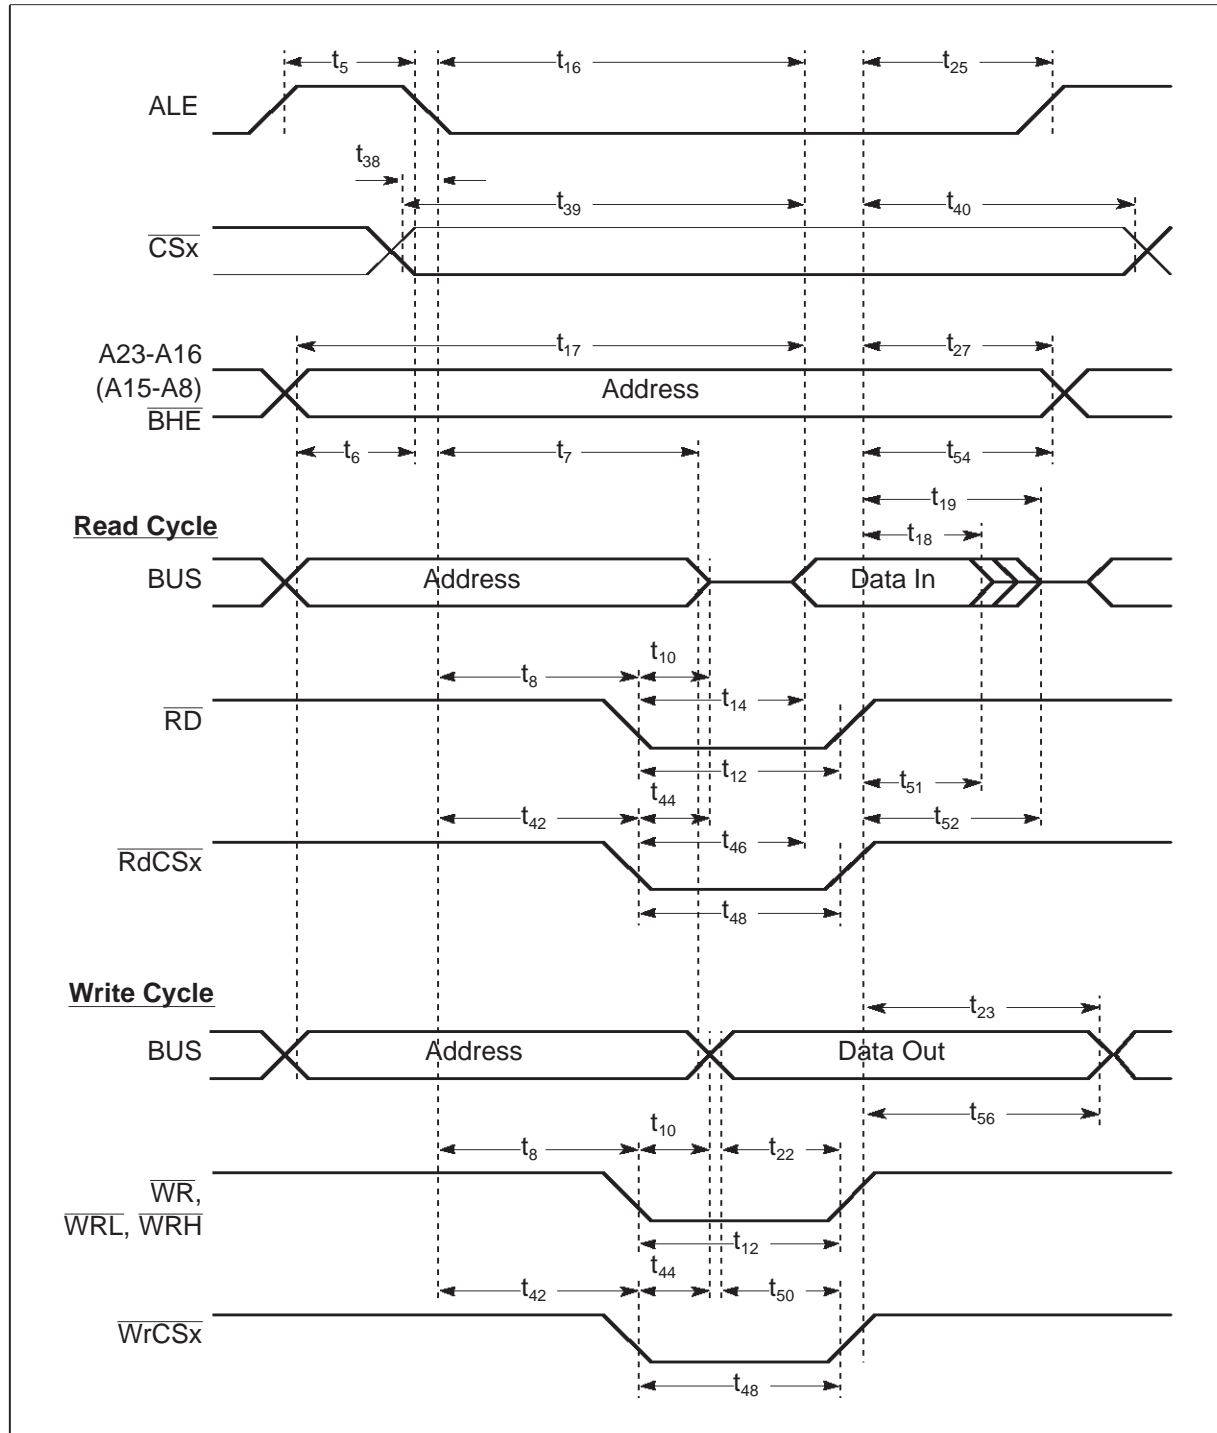 t5 t16 t25
ALE
t38
t39 t40
CSx
A23-A16 t17 t27
(A15-A8) Address
BHE
t6 t7 t54
t19
Read Cycle
t18
BUS Address Data In
t10
t8
RD t14
t12 t51
t44
t42 t52
RdCSx t46
t48
Write Cycle
t23
BUS Address Data Out
t56
t10
t8 t22
WR,
WRL, WRH
t12
t44
t42 t50
WrCSx
t48